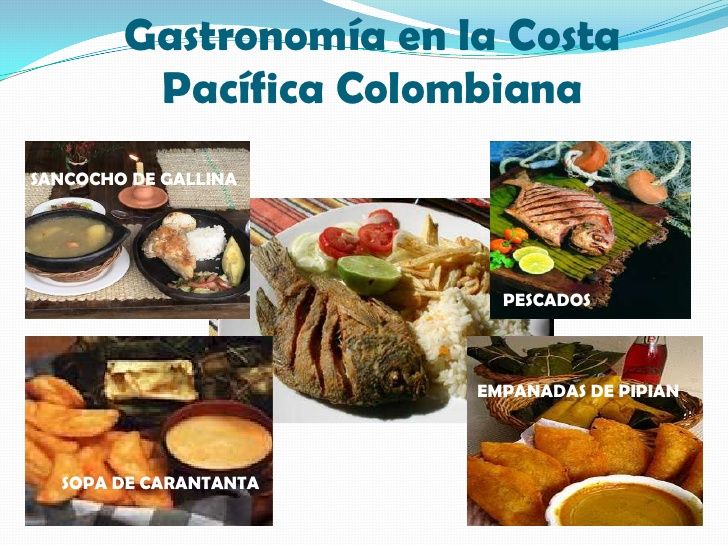 Gastronomía en la Costa
Pacífica Colombiana
SANCOCHO DE GALLINA
PESCADOS
EMPANADAS DE PIPIAN
SOPA DE CARANTANTA